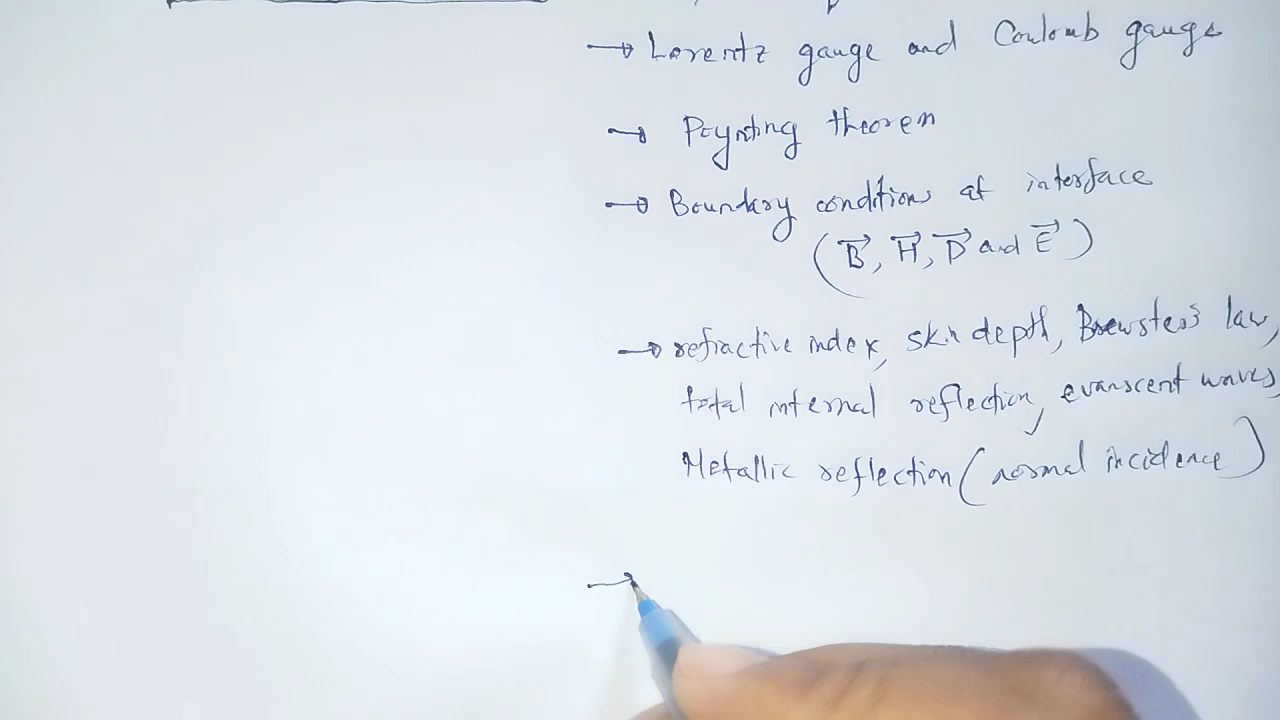 → Lorentz gauge and Coulomb gauge
→ Poynting theorem
→ Boundary conditions at interface
(B⃗, H⃗, D⃗ and E⃗)
→ refractive index, skin depth, Brewster's law,
total internal reflection, evanscent waves,
Metallic reflection (normal incidence)
→